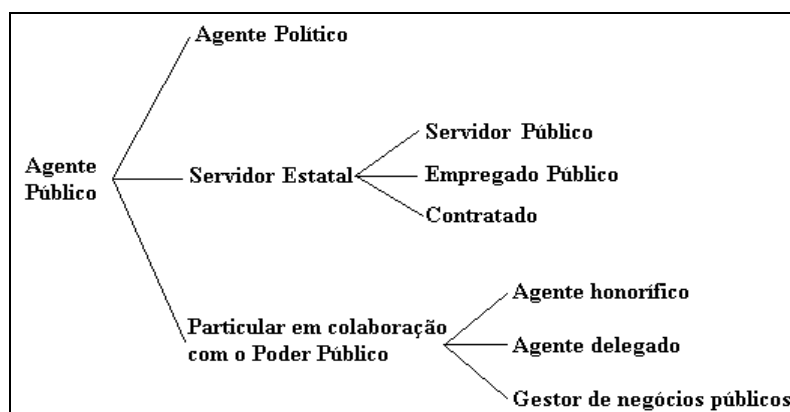 Agente Político
Agente
Público
Servidor Estatal
Servidor Público
Empregado Público
Contratado
Particular em colaboração
com o Poder Público
Agente honorífico
Agente delegado
Gestor de negócios públicos